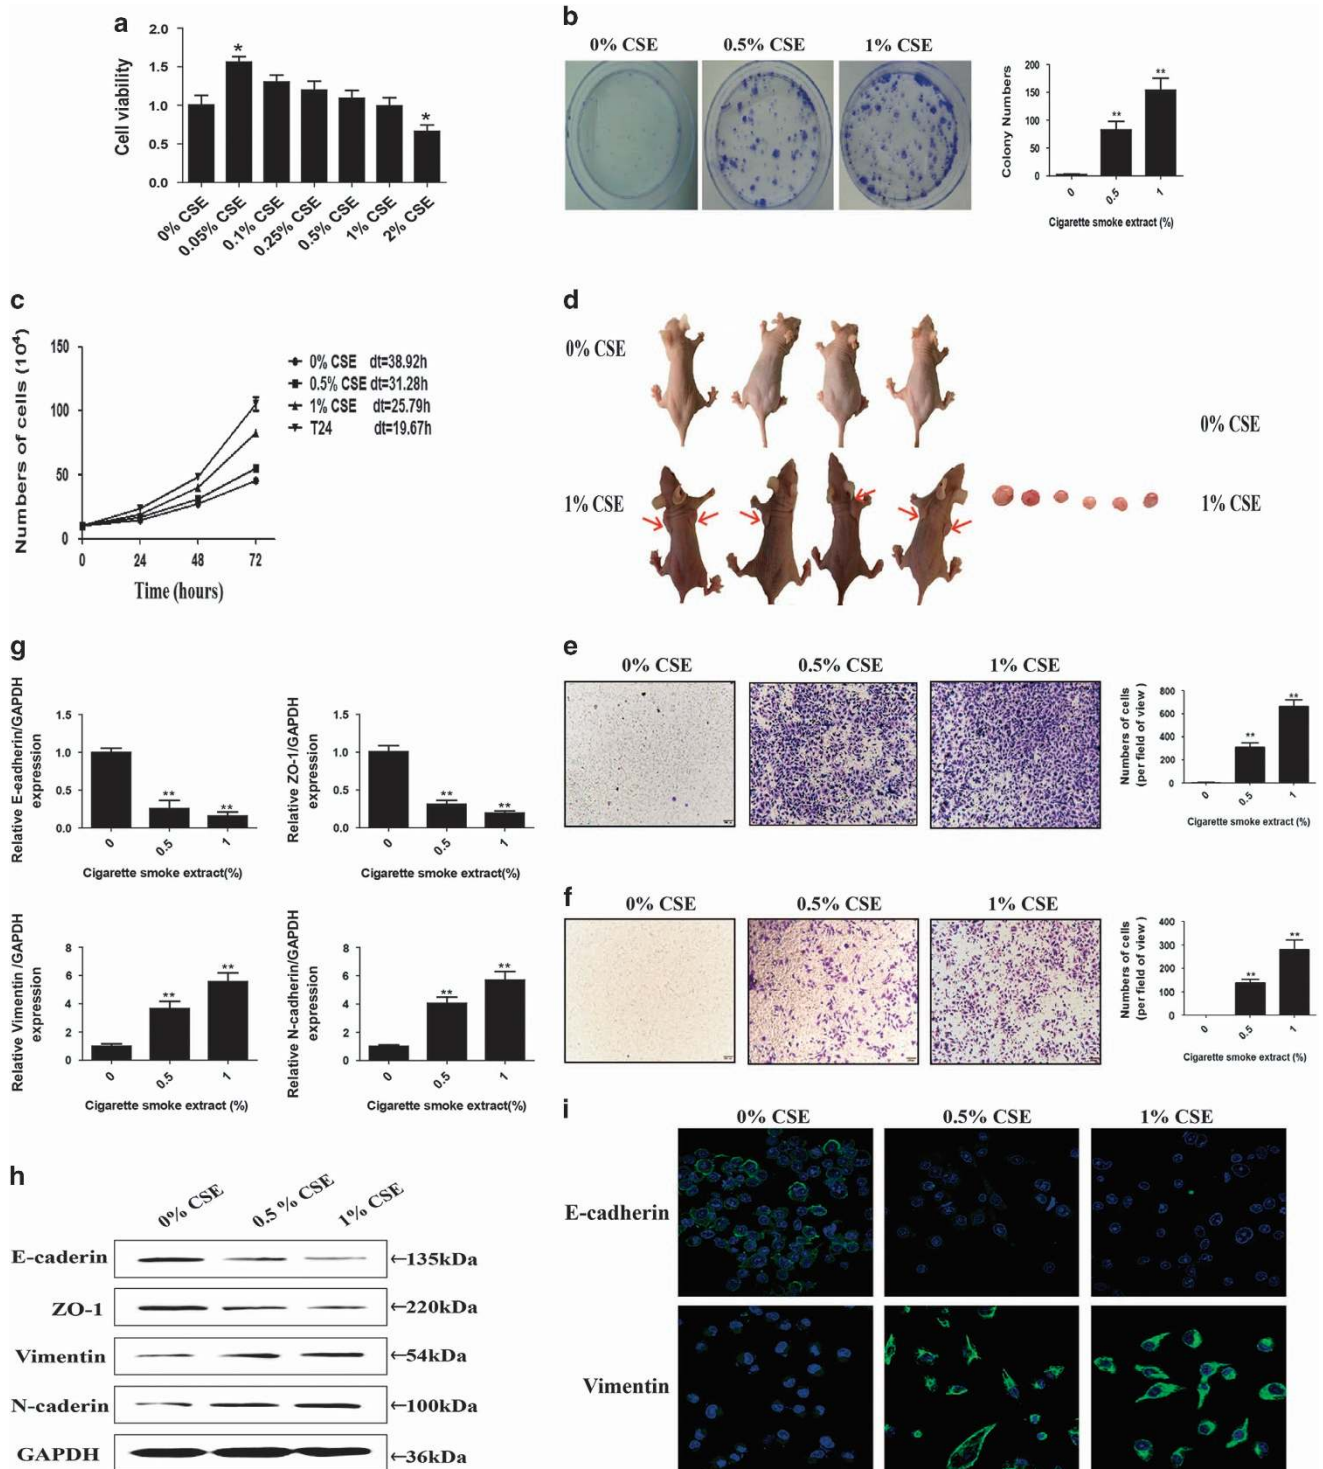 a
Cell viability
2.0
1.5
1.0
0.5
0.0
*
*
0% CSE
0.05% CSE
0.1% CSE
0.25% CSE
0.5% CSE
1% CSE
2% CSE
b
0% CSE 0.5% CSE 1% CSE
Colony Numbers
200
150
100
50
0
**
**
0 0.5 1
Cigarette smoke extract (%)
c
Numbers of cells (10⁴)
150
100
50
0
0 24 48 72
Time (hours)
0% CSE dt=38.92h
0.5% CSE dt=31.28h
1% CSE dt=25.79h
T24 dt=19.67h
d
0% CSE
0% CSE
1% CSE
1% CSE
g
Relative E-eadherin/GAPDH
expression
1.5
1.0
0.5
0.0
**
**
0 0.5 1
Cigarette smoke extract(%)
Relative ZO-1/GAPDH
expression
1.5
1.0
0.5
0.0
**
**
0 0.5 1
Cigarette smoke extract(%)
Relative Vimentin /GAPDH
expression
8
6
4
2
0
**
**
0 0.5 1
Cigarette smoke extract (%)
Relative N-cadherin/GAPDH
expression
8
6
4
2
0
**
**
0 0.5 1
Cigarette smoke extract(%)
e
0% CSE 0.5% CSE 1% CSE
Numbers of cells
(per field of view )
800
600
400
200
0
**
**
0 0.5 1
Cigarette smoke extract (%)
f
0% CSE 0.5% CSE 1% CSE
Numbers of cells
(per field of view)
400
300
200
100
0
**
**
0 0.5 1
Cigarette smoke extract (%)
h
0% CSE 0.5 % CSE 1% CSE
E-caderin ←135kDa
ZO-1 ←220kDa
Vimentin ←54kDa
N-caderin ←100kDa
GAPDH ←36kDa
i
0% CSE 0.5% CSE 1% CSE
E-cadherin
Vimentin